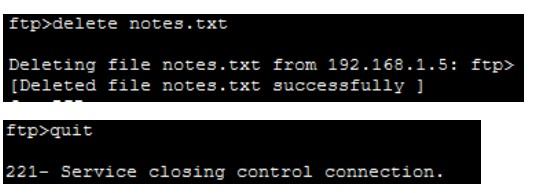 ftp>delete notes.txt
Deleting file notes.txt from 192.168.1.5: ftp>
[Deleted file notes.txt successfully ]
ftp>quit
221- Service closing control connection.